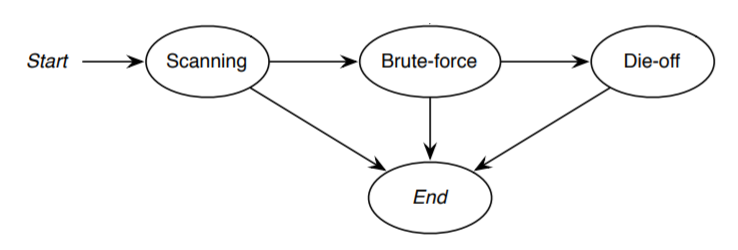 Start
Scanning
Brute-force
Die-off
End